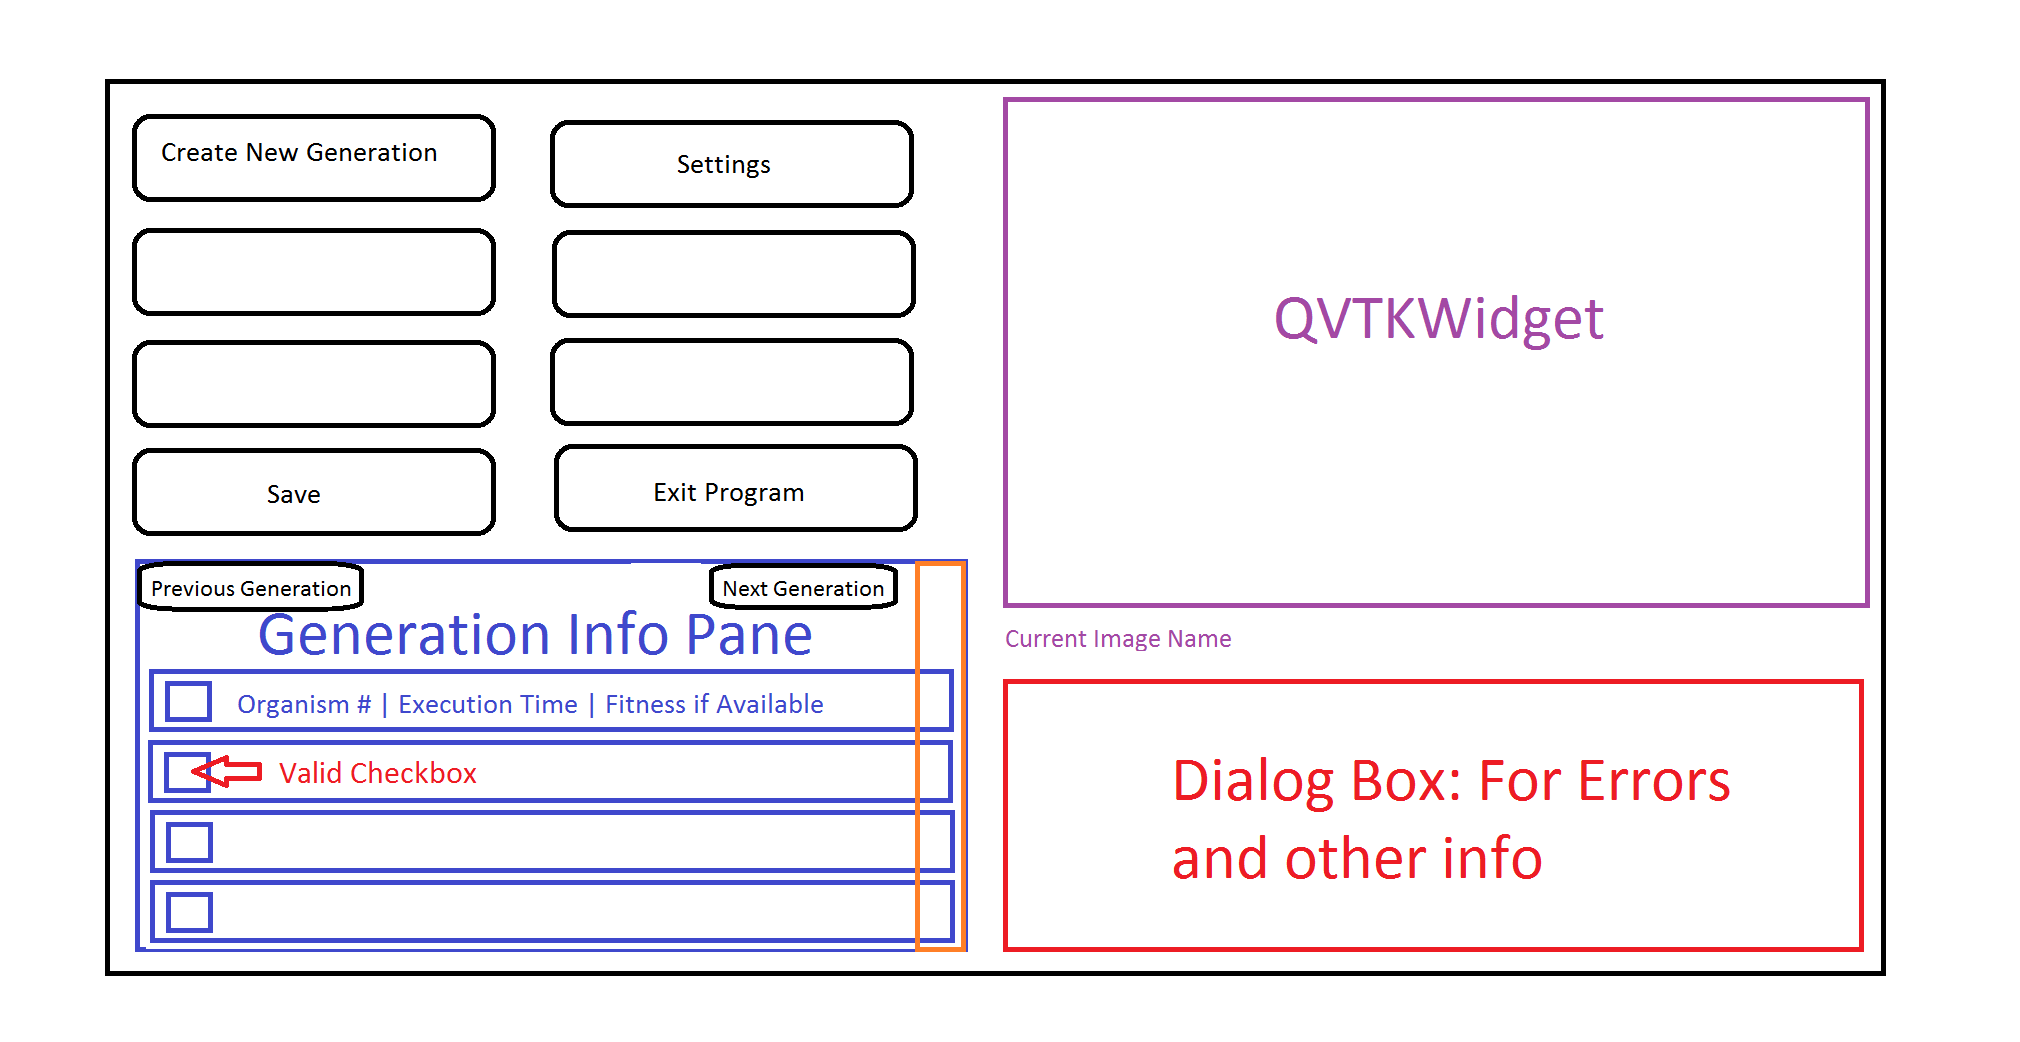 Create New Generation
Settings
Save
Exit Program
Previous Generation
Next Generation
Generation Info Pane
Organism # | Execution Time | Fitness if Available
Valid Checkbox
QVTKWidget
Current Image Name
Dialog Box: For Errors
and other info